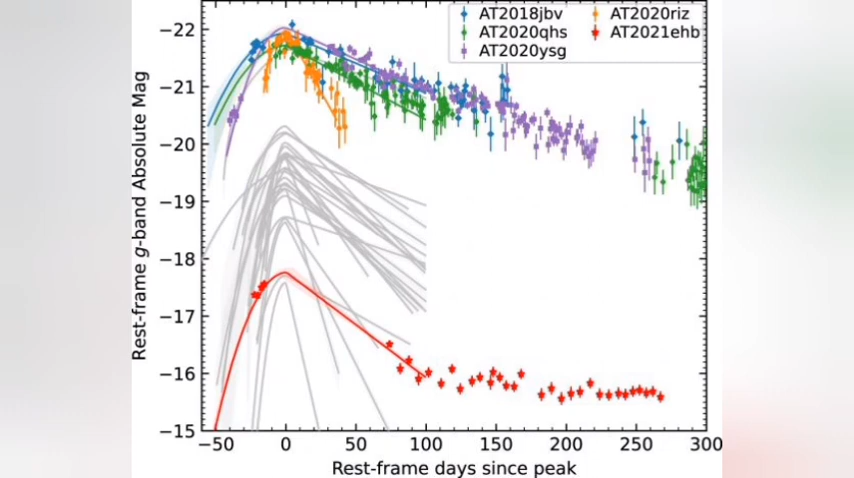 AT2018jbv
AT2020qhs
AT2020ysg
AT2020riz
AT2021ehb
Rest-frame g-band Absolute Mag
−22
−21
−20
−19
−18
−17
−16
−15
−50 0 50 100 150 200 250 300
Rest-frame days since peak